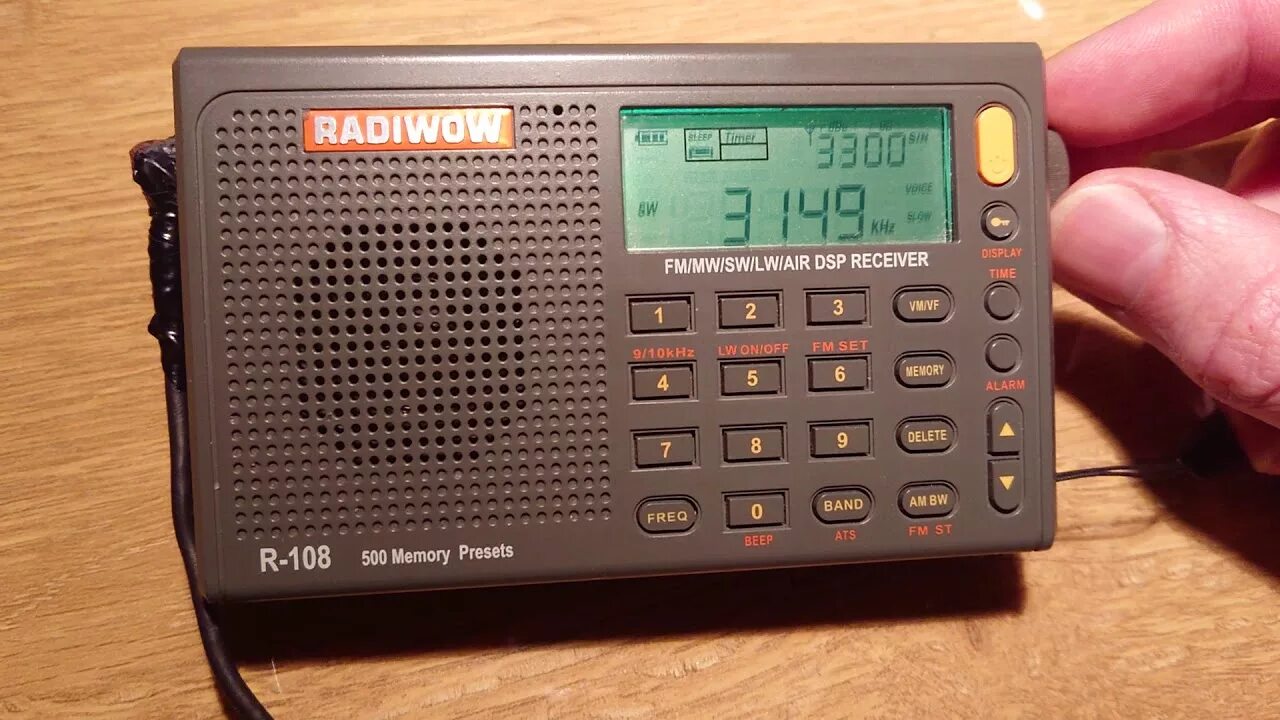 RADIWOW
SLEEP Timer
3300 S/N
VOICE
SW 3149 KHz SLOW
FM/MW/SW/LW/AIR DSP RECEIVER
DISPLAY
TIME
1 2 3 VM/VF
9/10kHz LW ON/OFF FM SET
4 5 6 MEMORY
ALARM
7 8 9 DELETE
FREQ 0 BAND AM BW
BEEP ATS FM ST
R-108 500 Memory Presets